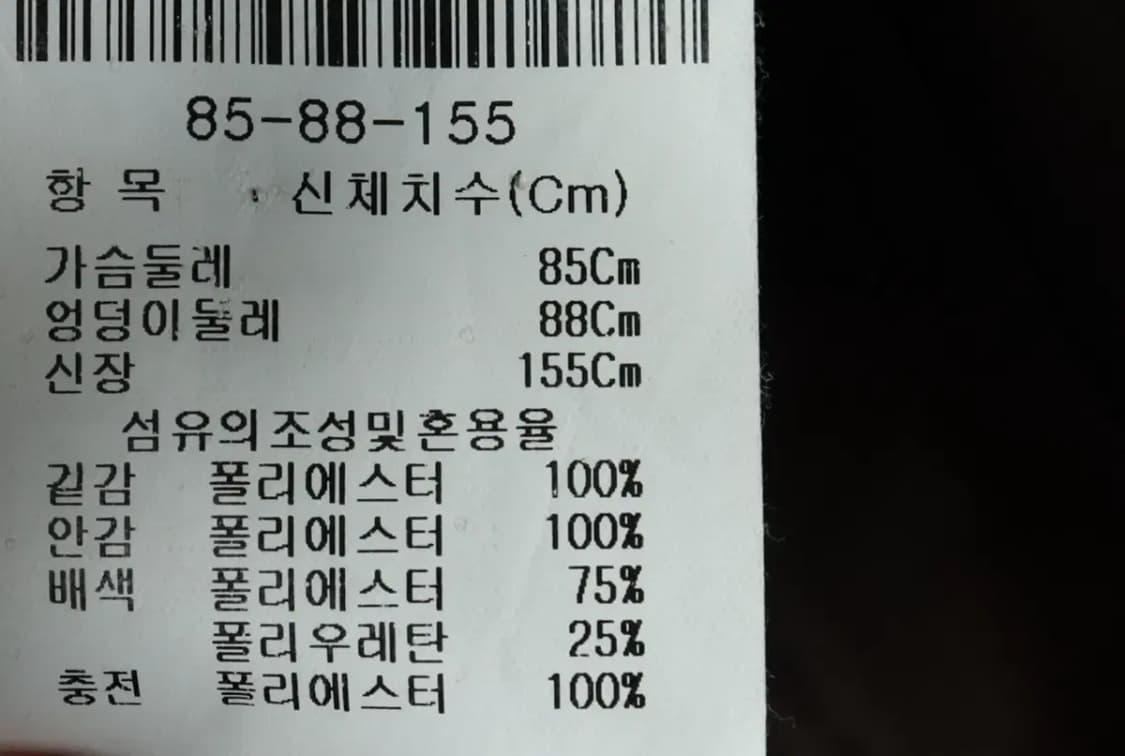 85-88-155
항 목 신체치수(Cm)
가슴둘레 85Cm
엉덩이둘레 88Cm
신장 155Cm
섬유의조성및혼용율
겉감 폴리에스터 100%
안감 폴리에스터 100%
배색 폴리에스터 75%
폴리우레탄 25%
충전 폴리에스터 100%